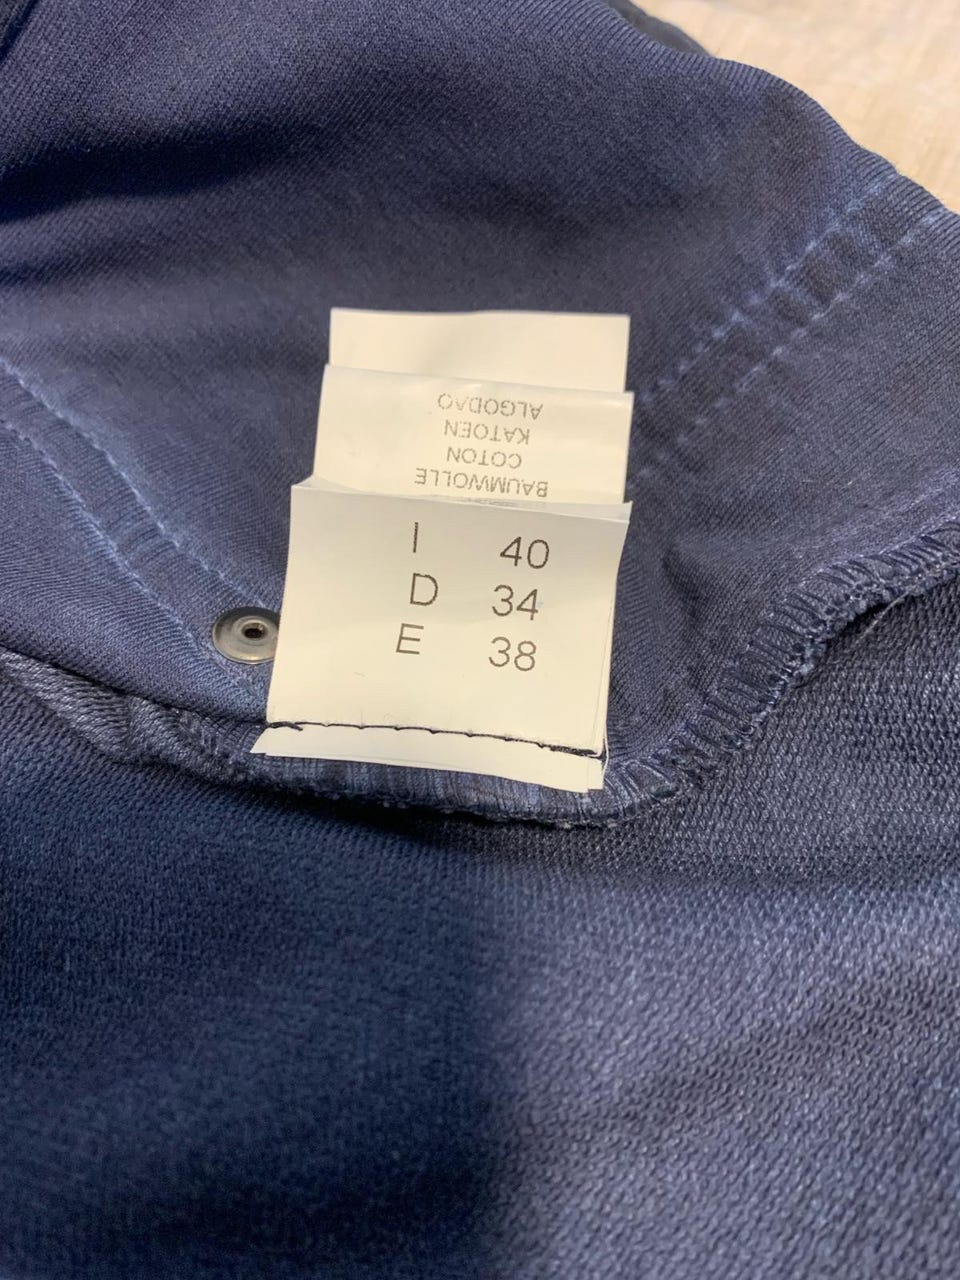 ALGODAO
KATOEN
COTON
BAUMWOLLE
I 40
D 34
E 38